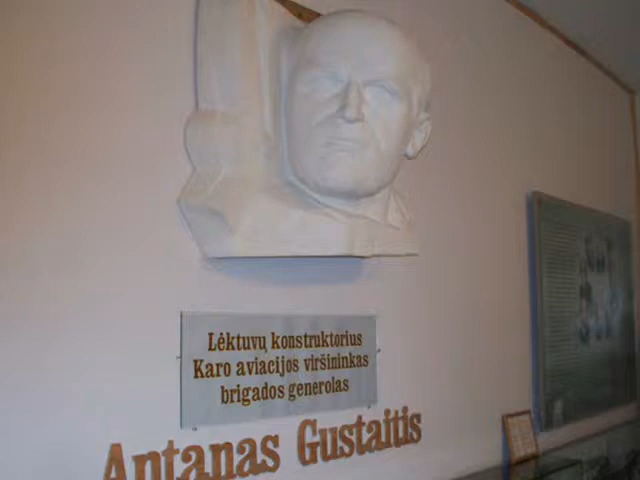 Lėktuvų konstruktorius
Karo aviacijos viršininkas
brigados generolas
Antanas Gustaitis